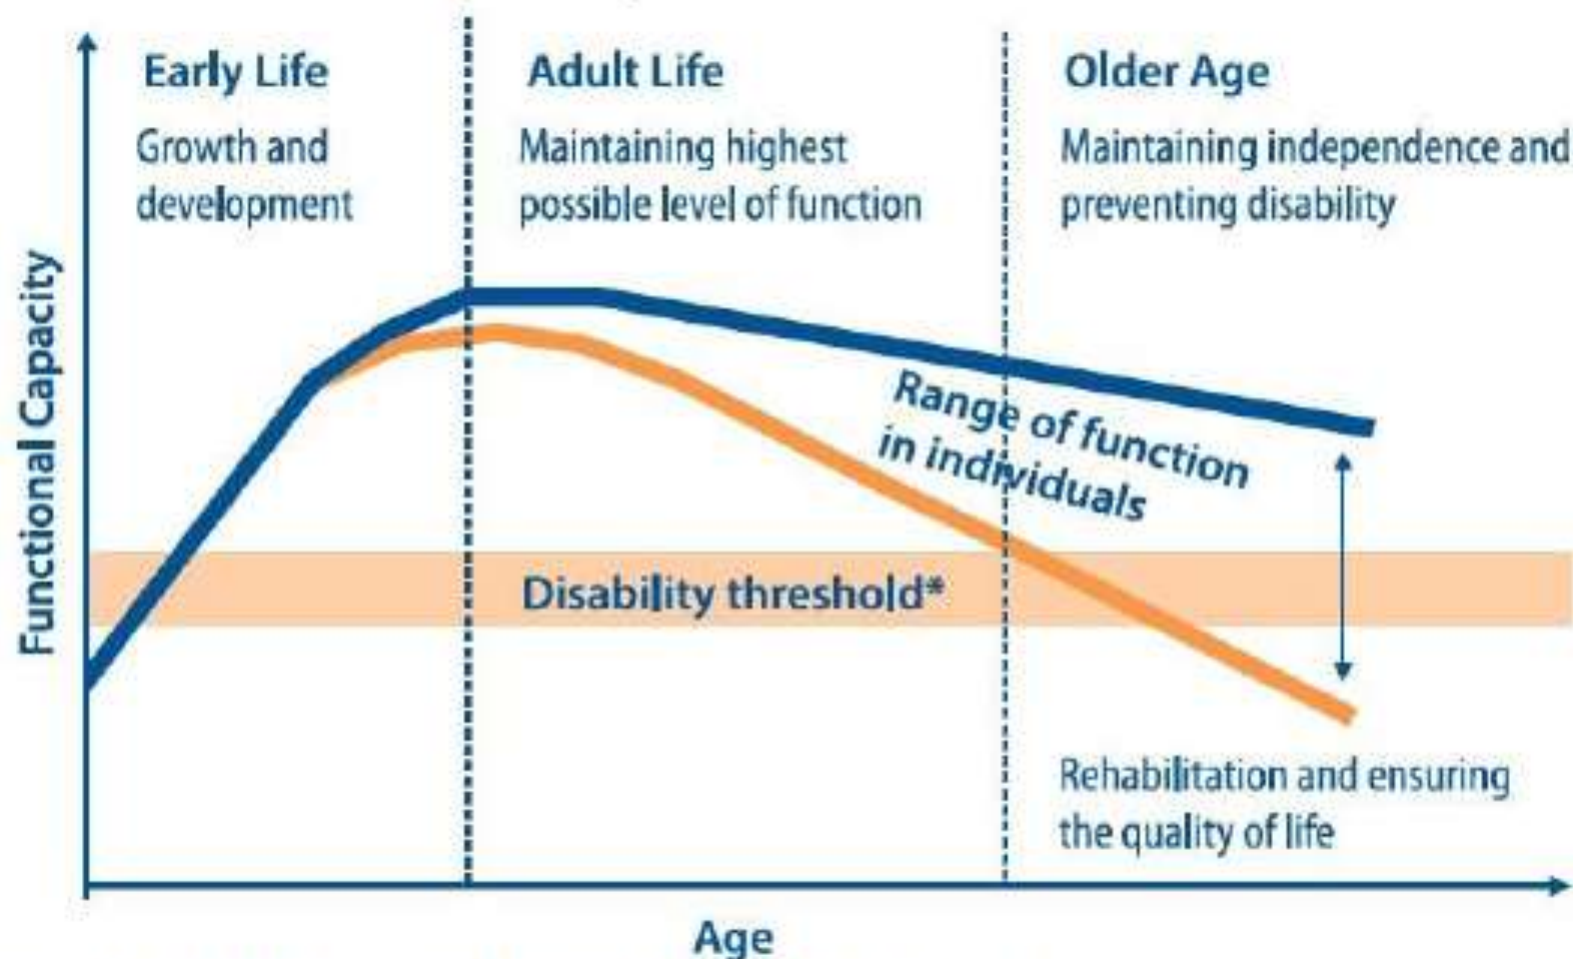 Early Life
Growth and
development
Adult Life
Maintaining highest
possible level of function
Older Age
Maintaining independence and
preventing disability
Functional Capacity
Range of function
in individuals
Disability threshold*
Rehabilitation and ensuring
the quality of life
Age